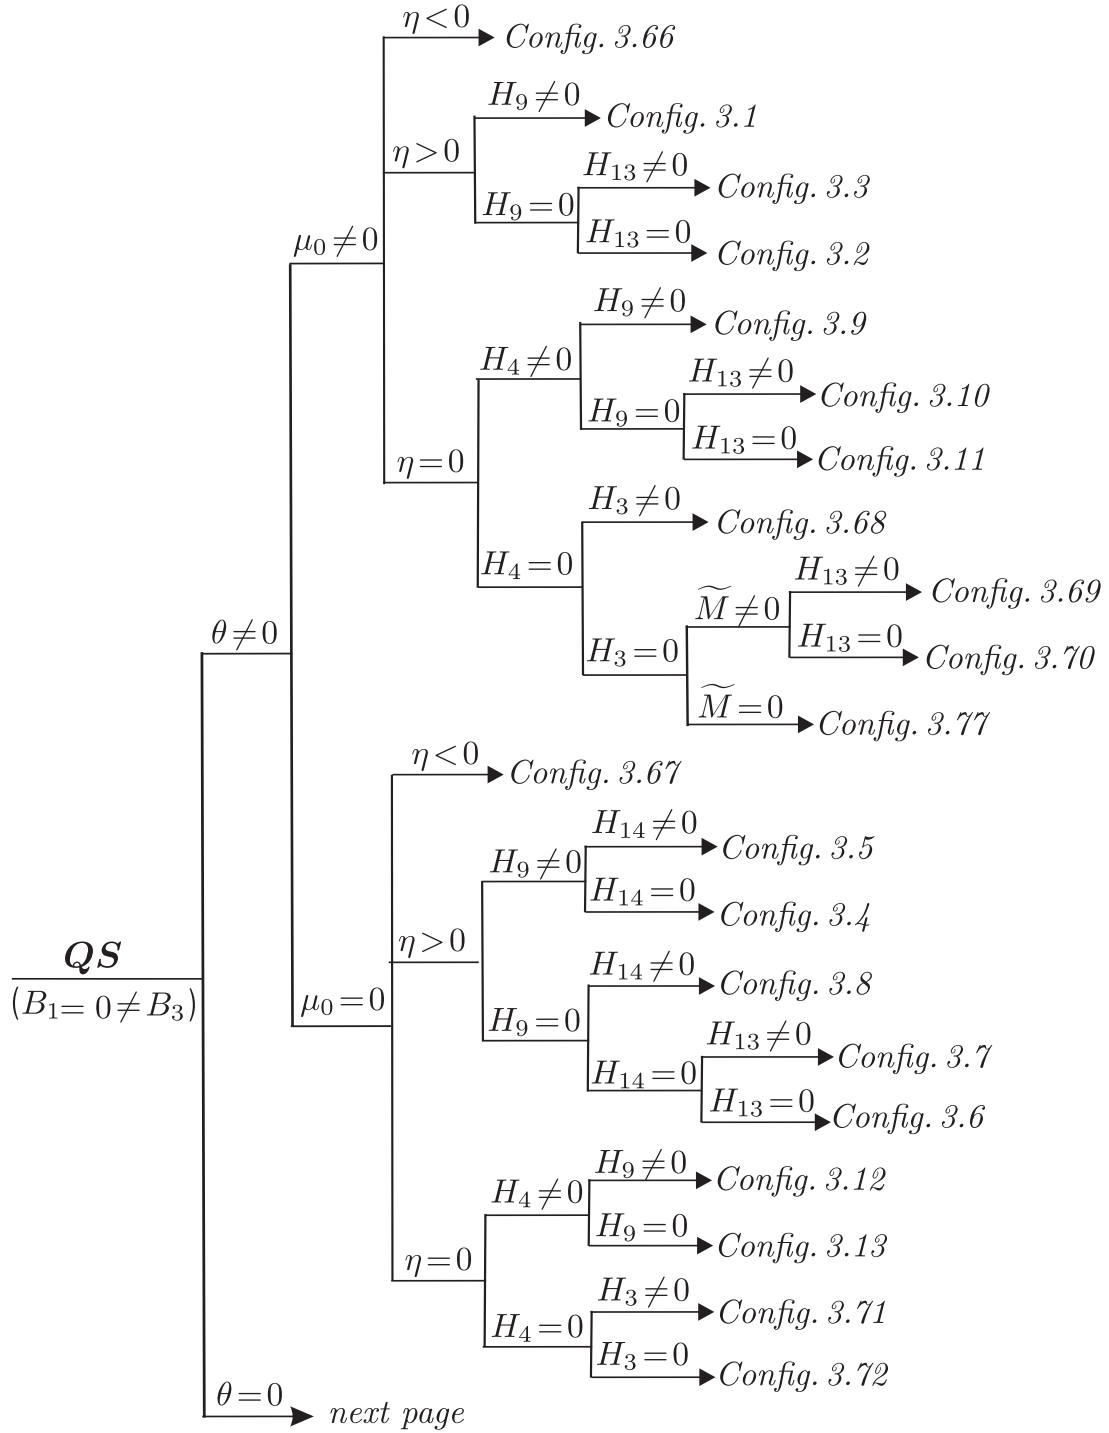 η<0
Config. 3.66
H₉≠0
Config. 3.1
η>0
H₁₃≠0
Config. 3.3
H₉=0
H₁₃=0
Config. 3.2
μ₀≠0
H₉≠0
Config. 3.9
H₄≠0
H₁₃≠0
Config. 3.10
H₉=0
H₁₃=0
Config. 3.11
η=0
H₃≠0
Config. 3.68
H₄=0
H₁₃≠0
Config. 3.69
M̃≠0
H₁₃=0
Config. 3.70
θ≠0
H₃=0
M̃=0
Config. 3.77
η<0
Config. 3.67
H₁₄≠0
Config. 3.5
H₉≠0
H₁₄=0
Config. 3.4
η>0
QS
(B₁= 0≠B₃)
H₁₄≠0
Config. 3.8
μ₀=0
H₉=0
H₁₃≠0
Config. 3.7
H₁₄=0
H₁₃=0
Config. 3.6
H₉≠0
Config. 3.12
H₄≠0
H₉=0
Config. 3.13
η=0
H₃≠0
Config. 3.71
H₄=0
H₃=0
Config. 3.72
θ=0
next page